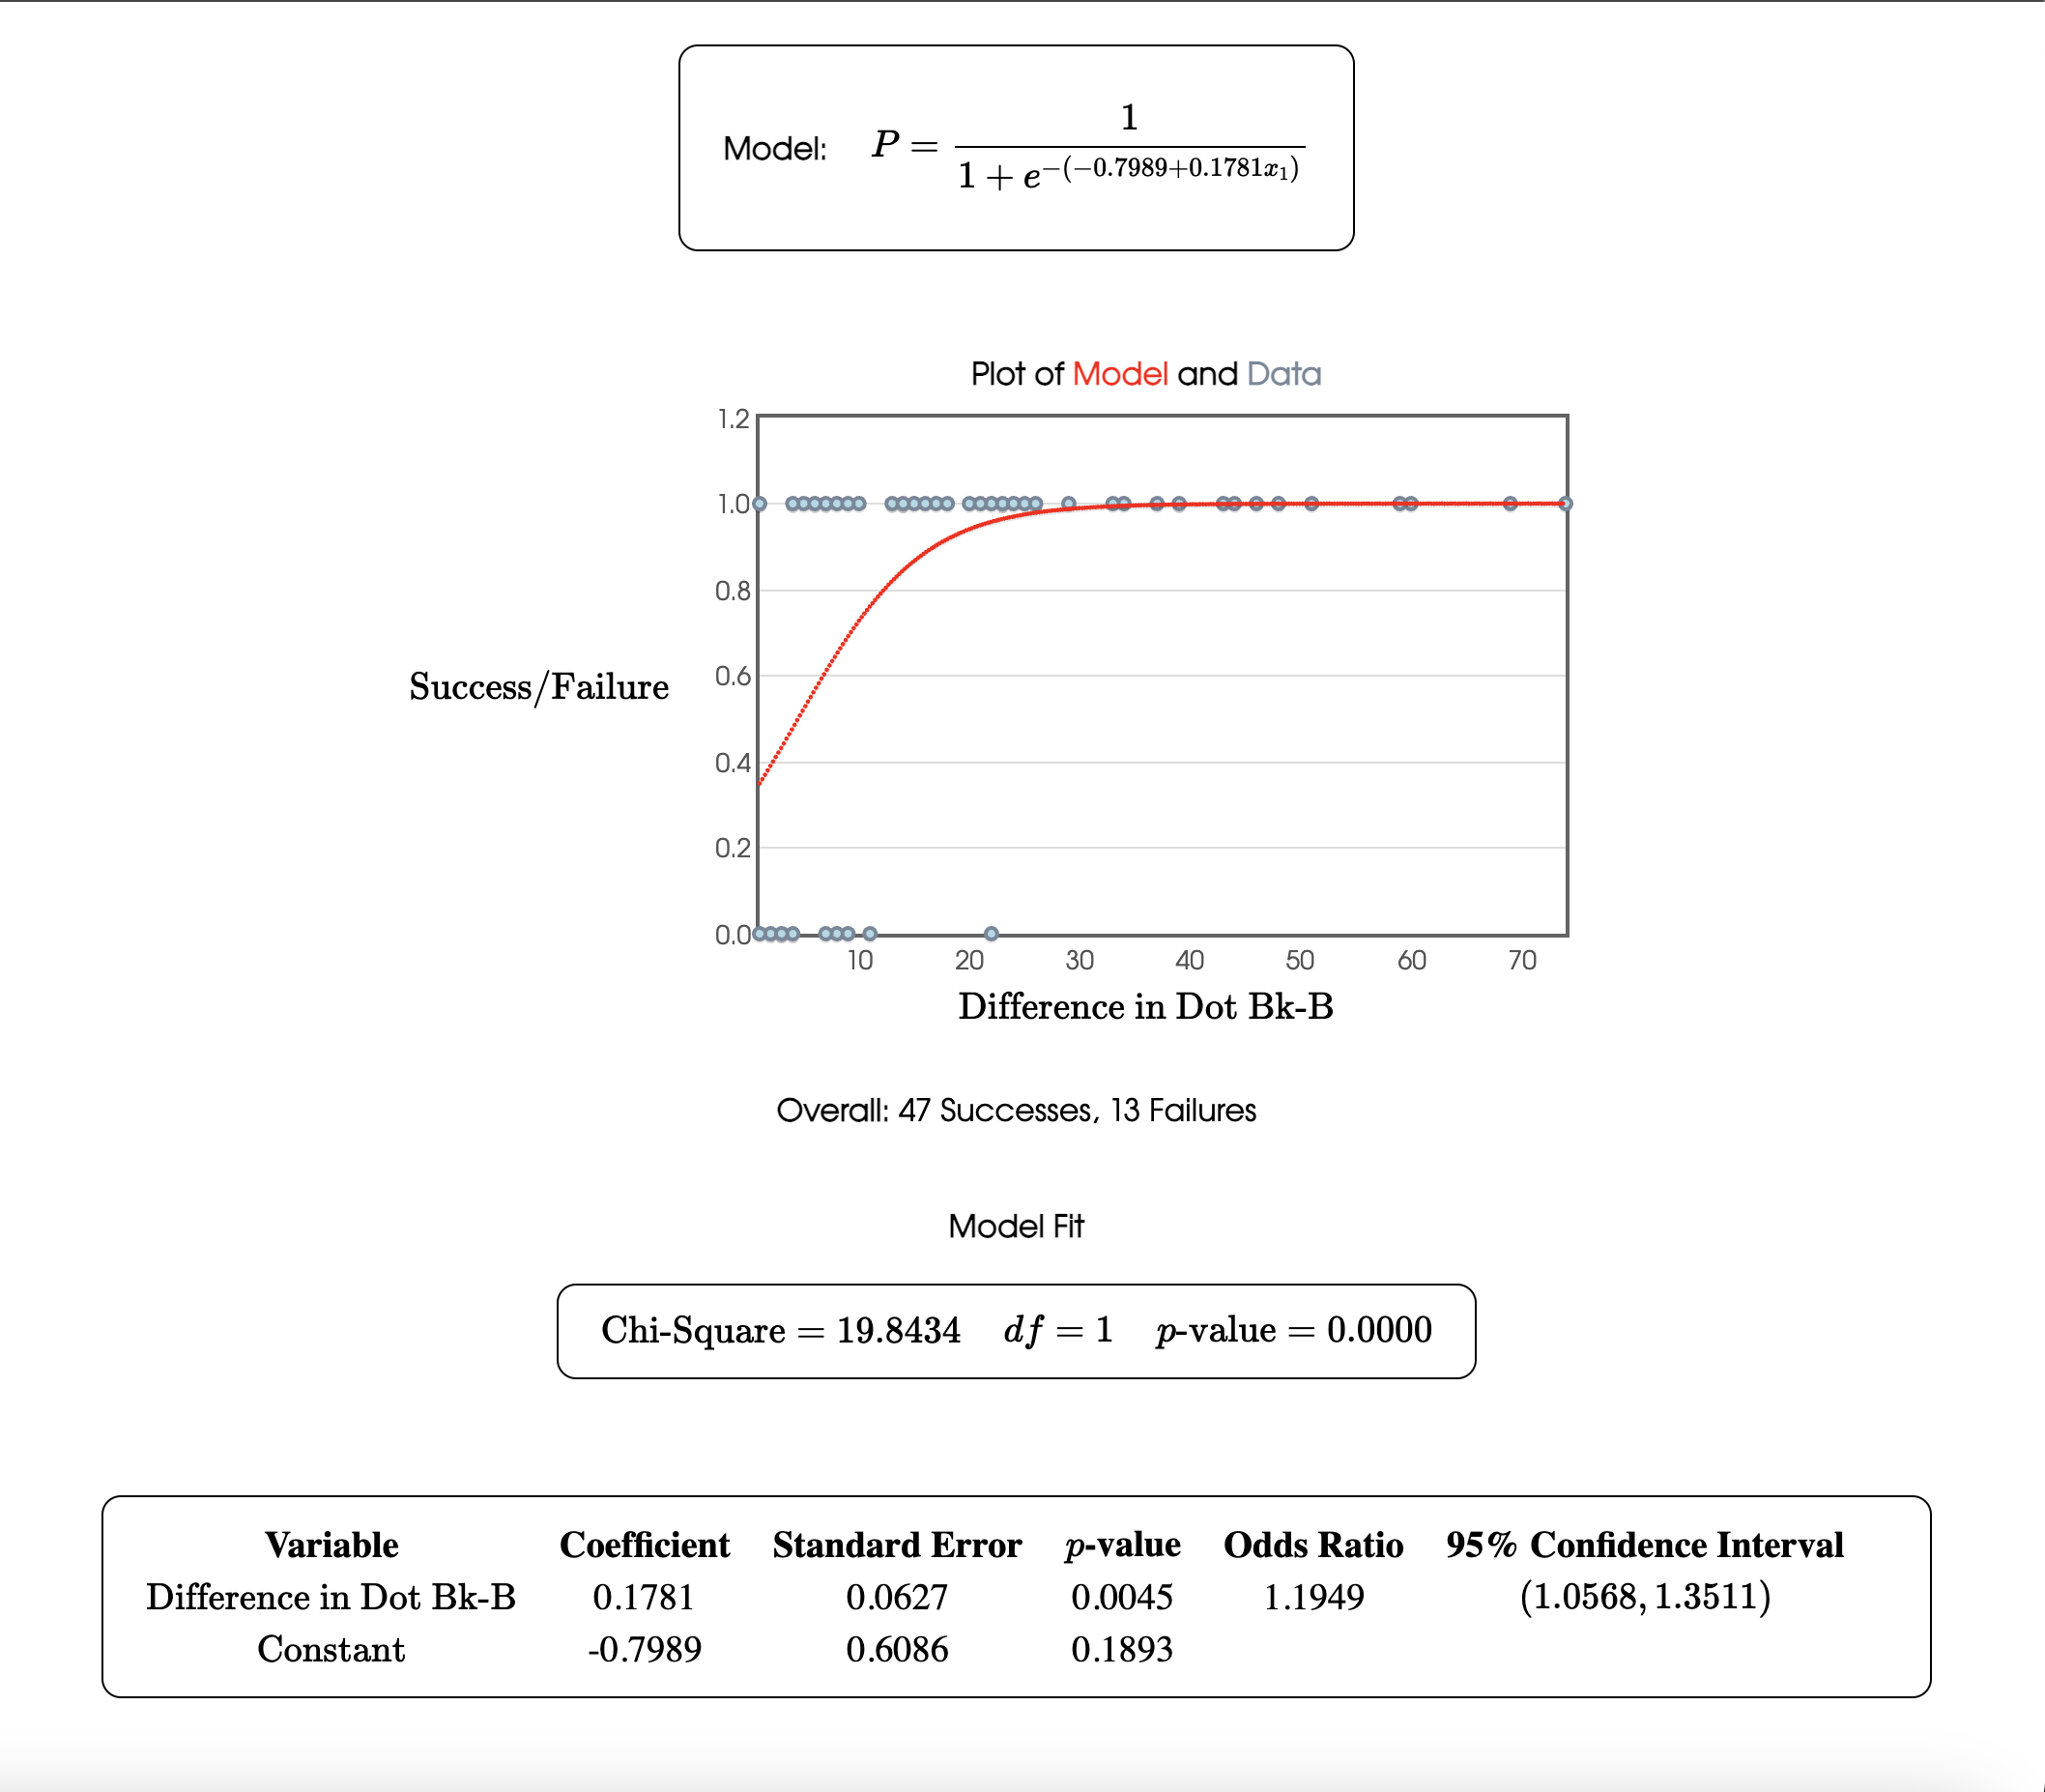 Model: P = 1 / (1 + e^−(−0.7989+0.1781x₁))
Plot of Model and Data
1.2
1.0
0.8
0.6
Success/Failure
0.4
0.2
0.0
10 20 30 40 50 60 70
Difference in Dot Bk-B
Overall: 47 Successes, 13 Failures
Model Fit
Chi-Square = 19.8434 df = 1 p-value = 0.0000
Variable Coefficient Standard Error p-value Odds Ratio 95% Confidence Interval
Difference in Dot Bk-B 0.1781 0.0627 0.0045 1.1949 (1.0568, 1.3511)
Constant -0.7989 0.6086 0.1893